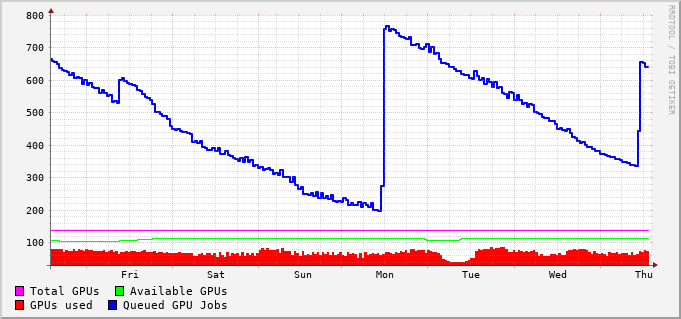 800
700
600
500
400
300
200
100
Fri Sat Sun Mon Tue Wed Thu
RRDTOOL / TOBI OETIKER
Total GPUs Available GPUs
GPUs used Queued GPU Jobs